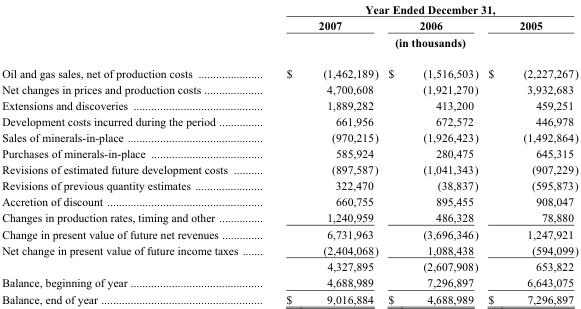 Year Ended December 31,
2007 2006 2005
(in thousands)
Oil and gas sales, net of production costs ...................... $ (1,462,189) $ (1,516,503) $ (2,227,267)
Net changes in prices and production costs ................... 4,700,608 (1,921,270) 3,932,683
Extensions and discoveries ........................................... 1,889,282 413,200 459,251
Development costs incurred during the period ............... 661,956 672,572 446,978
Sales of minerals-in-place ............................................. (970,215) (1,926,423) (1,492,864)
Purchases of minerals-in-place ..................................... 585,924 280,475 645,315
Revisions of estimated future development costs .......... (897,587) (1,041,343) (907,229)
Revisions of previous quantity estimates ....................... 322,470 (38,837) (595,873)
Accretion of discount .................................................... 660,755 895,455 908,047
Changes in production rates, timing and other ............... 1,240,959 486,328 78,880
Change in present value of future net revenues .............. 6,731,963 (3,696,346) 1,247,921
Net change in present value of future income taxes ....... (2,404,068) 1,088,438 (594,099)
4,327,895 (2,607,908) 653,822
Balance, beginning of year ............................................ 4,688,989 7,296,897 6,643,075
Balance, end of year ...................................................... $ 9,016,884 $ 4,688,989 $ 7,296,897